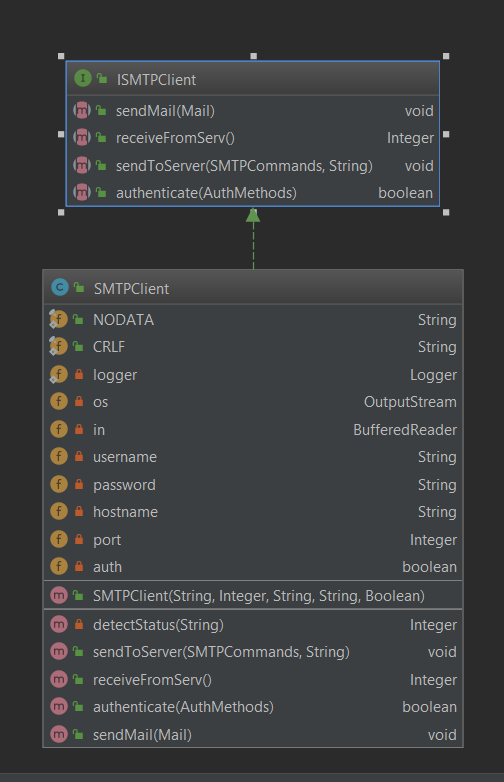 I ISMTPClient
m sendMail(Mail) void
m receiveFromServ() Integer
m sendToServer(SMTPCommands, String) void
m authenticate(AuthMethods) boolean
C SMTPClient
f NODATA String
f CRLF String
f logger Logger
f os OutputStream
f in BufferedReader
f username String
f password String
f hostname String
f port Integer
f auth boolean
m SMTPClient(String, Integer, String, String, Boolean)
m detectStatus(String) Integer
m sendToServer(SMTPCommands, String) void
m receiveFromServ() Integer
m authenticate(AuthMethods) boolean
m sendMail(Mail) void